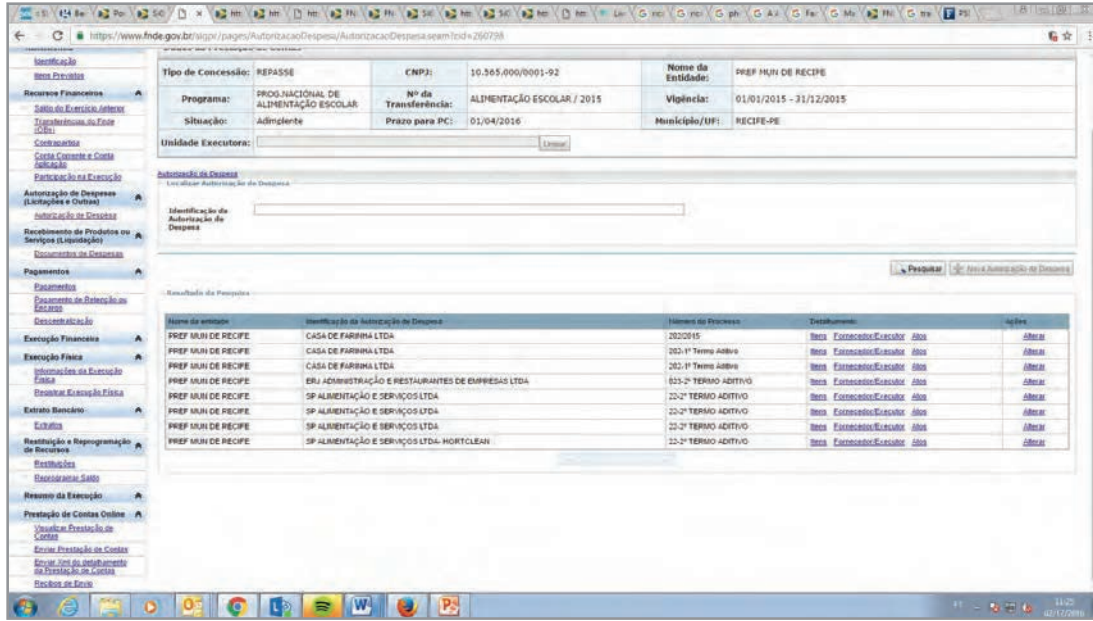 https://www.fnde.gov.br/sigpc/pages/AutorizacaoDespesa/AutorizacaoDespesa.seam?cid=260798
Identificação
Itens Previstos
Recursos Financeiros
Saldo do Exercício Anterior
Transferências do Fnde (OBs)
Contrapartida
Conta Corrente e Conta Aplicação
Participação na Execução
Autorização de Despesas (Licitações e Outras)
Autorização de Despesa
Recebimento de Produtos ou Serviços (Liquidação)
Documentos de Despesas
Pagamentos
Pagamentos
Pagamento de Retenção ou Encargo
Descentralização
Execução Financeira
Execução Física
Informações da Execução Física
Registrar Execução Física
Extrato Bancário
Extratos
Restituição e Reprogramação de Recursos
Restituições
Reprogramar Saldo
Resumo da Execução
Prestação de Contas Online
Visualizar Prestação de Contas
Enviar Prestação de Contas
Enviar Xml do detalhamento da Prestação de Contas
Recibos de Envio
Tipo de Concessão: REPASSE CNPJ: 10.565.000/0001-92 Nome da Entidade: PREF MUN DE RECIFE
Programa: PROG.NACIONAL DE ALIMENTAÇÃO ESCOLAR Nº da Transferência: ALIMENTAÇÃO ESCOLAR / 2015 Vigência: 01/01/2015 - 31/12/2015
Situação: Adimplente Prazo para PC: 01/04/2016 Município/UF: RECIFE-PE
Unidade Executora: Limpar
Autorização de Despesa
Localizar Autorização de Despesa
Identificação da Autorização de Despesa
Pesquisar Nova Autorização de Despesa
Resultado da Pesquisa
Nome da entidade Identificação da Autorização de Despesa Número do Processo Detalhamento Ações
PREF MUN DE RECIFE CASA DE FARINHA LTDA 202/2015 Itens Fornecedor/Executor Atos Alterar
PREF MUN DE RECIFE CASA DE FARINHA LTDA 202-1º Termo Aditivo Itens Fornecedor/Executor Atos Alterar
PREF MUN DE RECIFE CASA DE FARINHA LTDA 202-1º Termo Aditivo Itens Fornecedor/Executor Atos Alterar
PREF MUN DE RECIFE ERJ ADMINISTRAÇÃO E RESTAURANTES DE EMPRESAS LTDA TERMO ADITIVO Itens Fornecedor/Executor Atos Alterar
PREF MUN DE RECIFE SP ALIMENTAÇÃO E SERVIÇOS LTDA 22-2º TERMO ADITIVO Itens Fornecedor/Executor Atos Alterar
PREF MUN DE RECIFE SP ALIMENTAÇÃO E SERVIÇOS LTDA 22-2º TERMO ADITIVO Itens Fornecedor/Executor Atos Alterar
PREF MUN DE RECIFE SP ALIMENTAÇÃO E SERVIÇOS LTDA 22-2º TERMO ADITIVO Itens Fornecedor/Executor Atos Alterar
PREF MUN DE RECIFE SP ALIMENTAÇÃO E SERVIÇOS LTDA- HORTCLEAN 22-2º TERMO ADITIVO Itens Fornecedor/Executor Atos Alterar
PT 11:25
02/12/2016